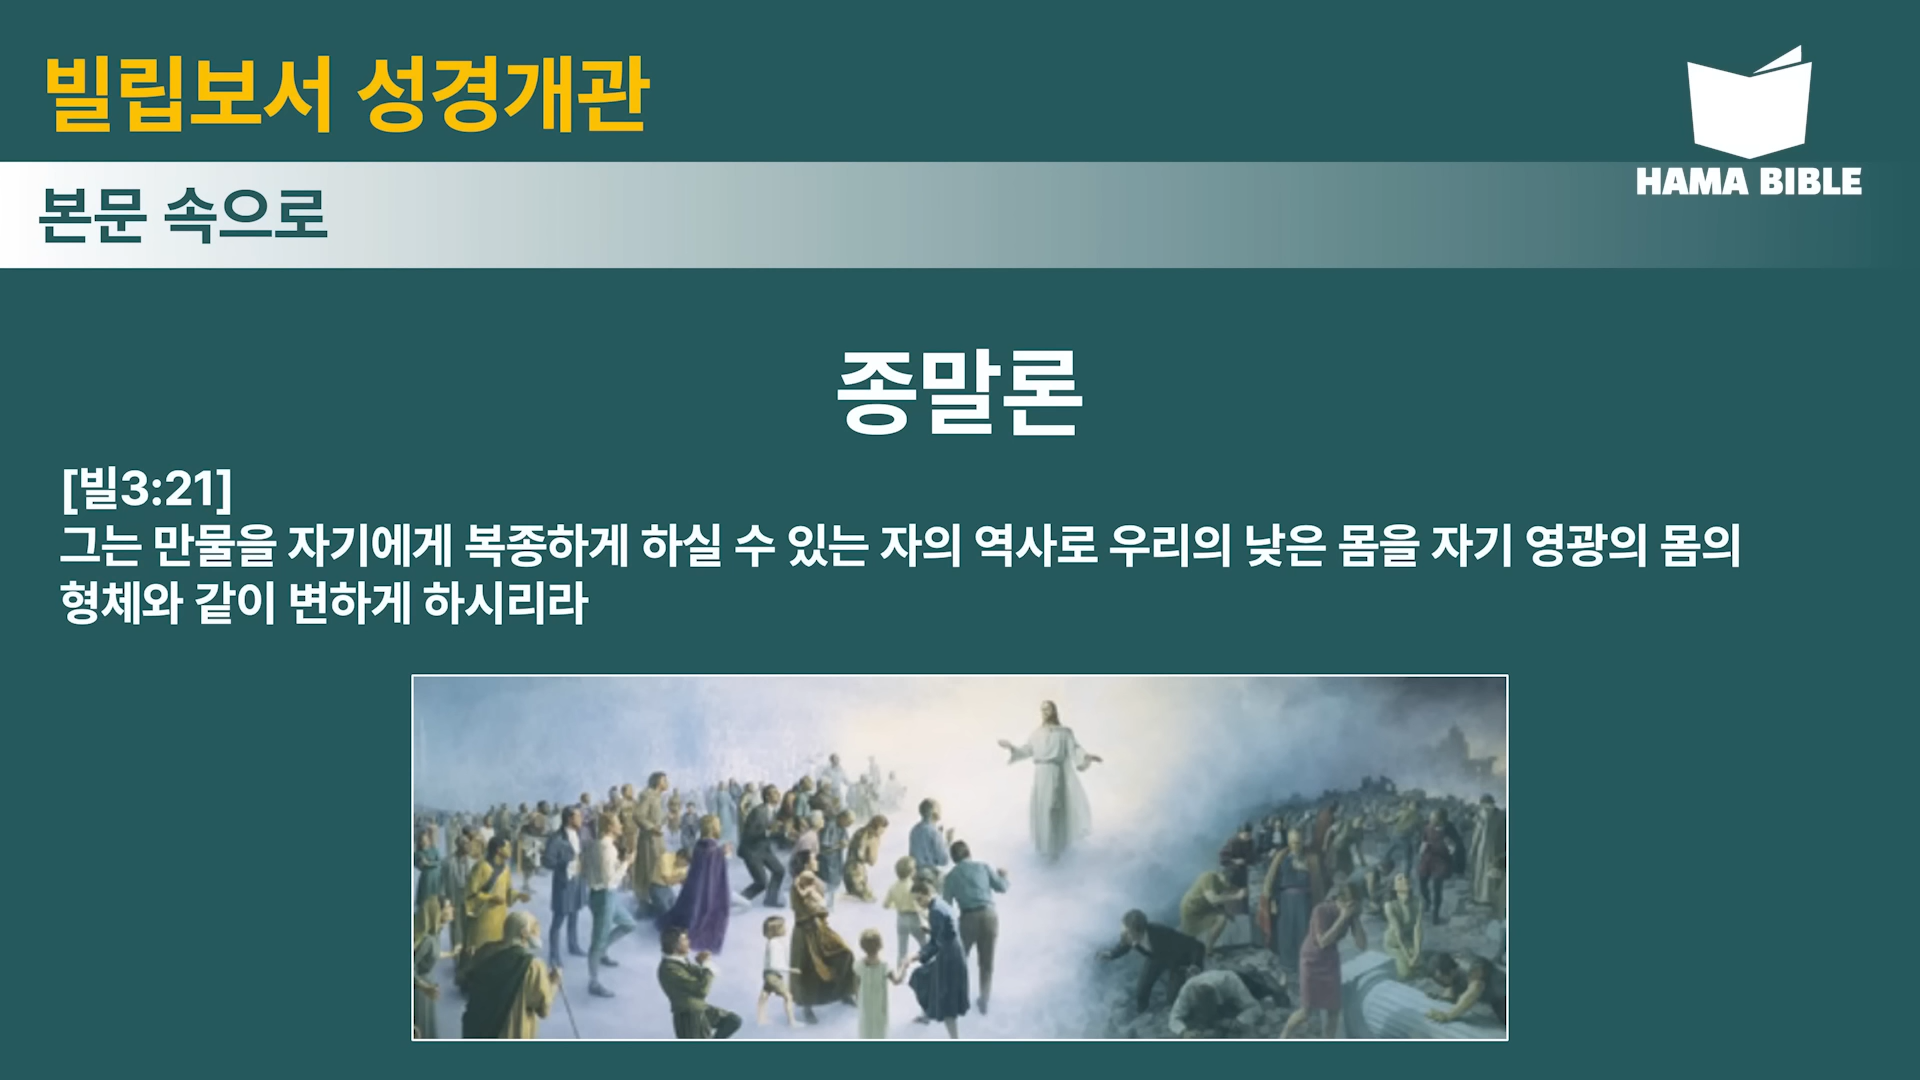 빌립보서 성경개관
HAMA BIBLE
본문 속으로
종말론
[빌3:21]
그는 만물을 자기에게 복종하게 하실 수 있는 자의 역사로 우리의 낮은 몸을 자기 영광의 몸의
형체와 같이 변하게 하시리라